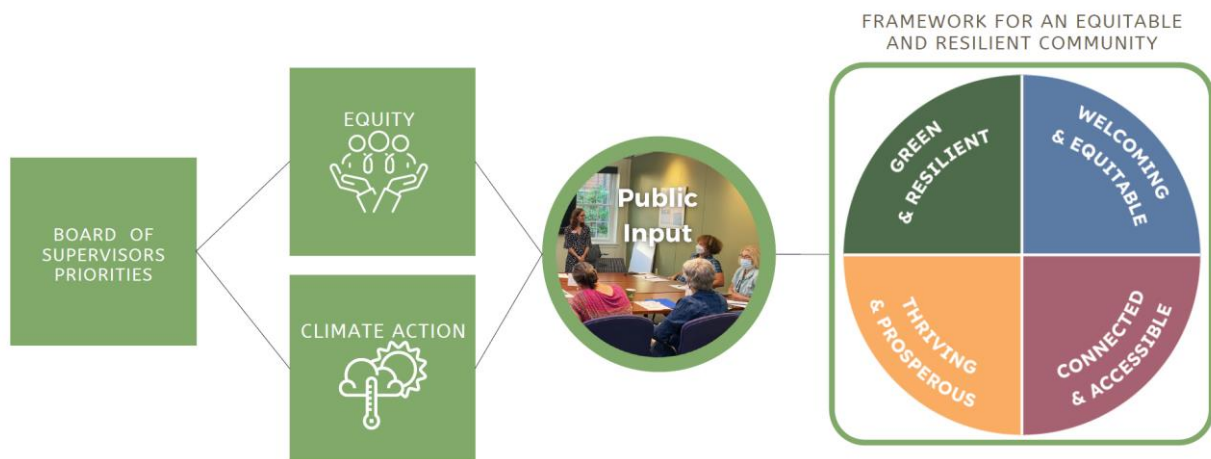 BOARD OF
SUPERVISORS
PRIORITIES
EQUITY
CLIMATE ACTION
Public
Input
FRAMEWORK FOR AN EQUITABLE
AND RESILIENT COMMUNITY
GREEN
& RESILIENT
WELCOMING
& EQUITABLE
THRIVING
& PROSPEROUS
CONNECTED
& ACCESSIBLE